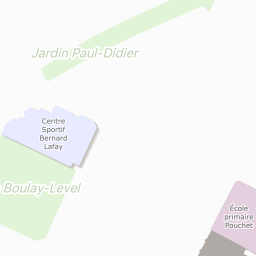 Jardin Paul-Didier
Centre
Sportif
Bernard
Lafay
Boulay-Level
École
primaire
Pouchet